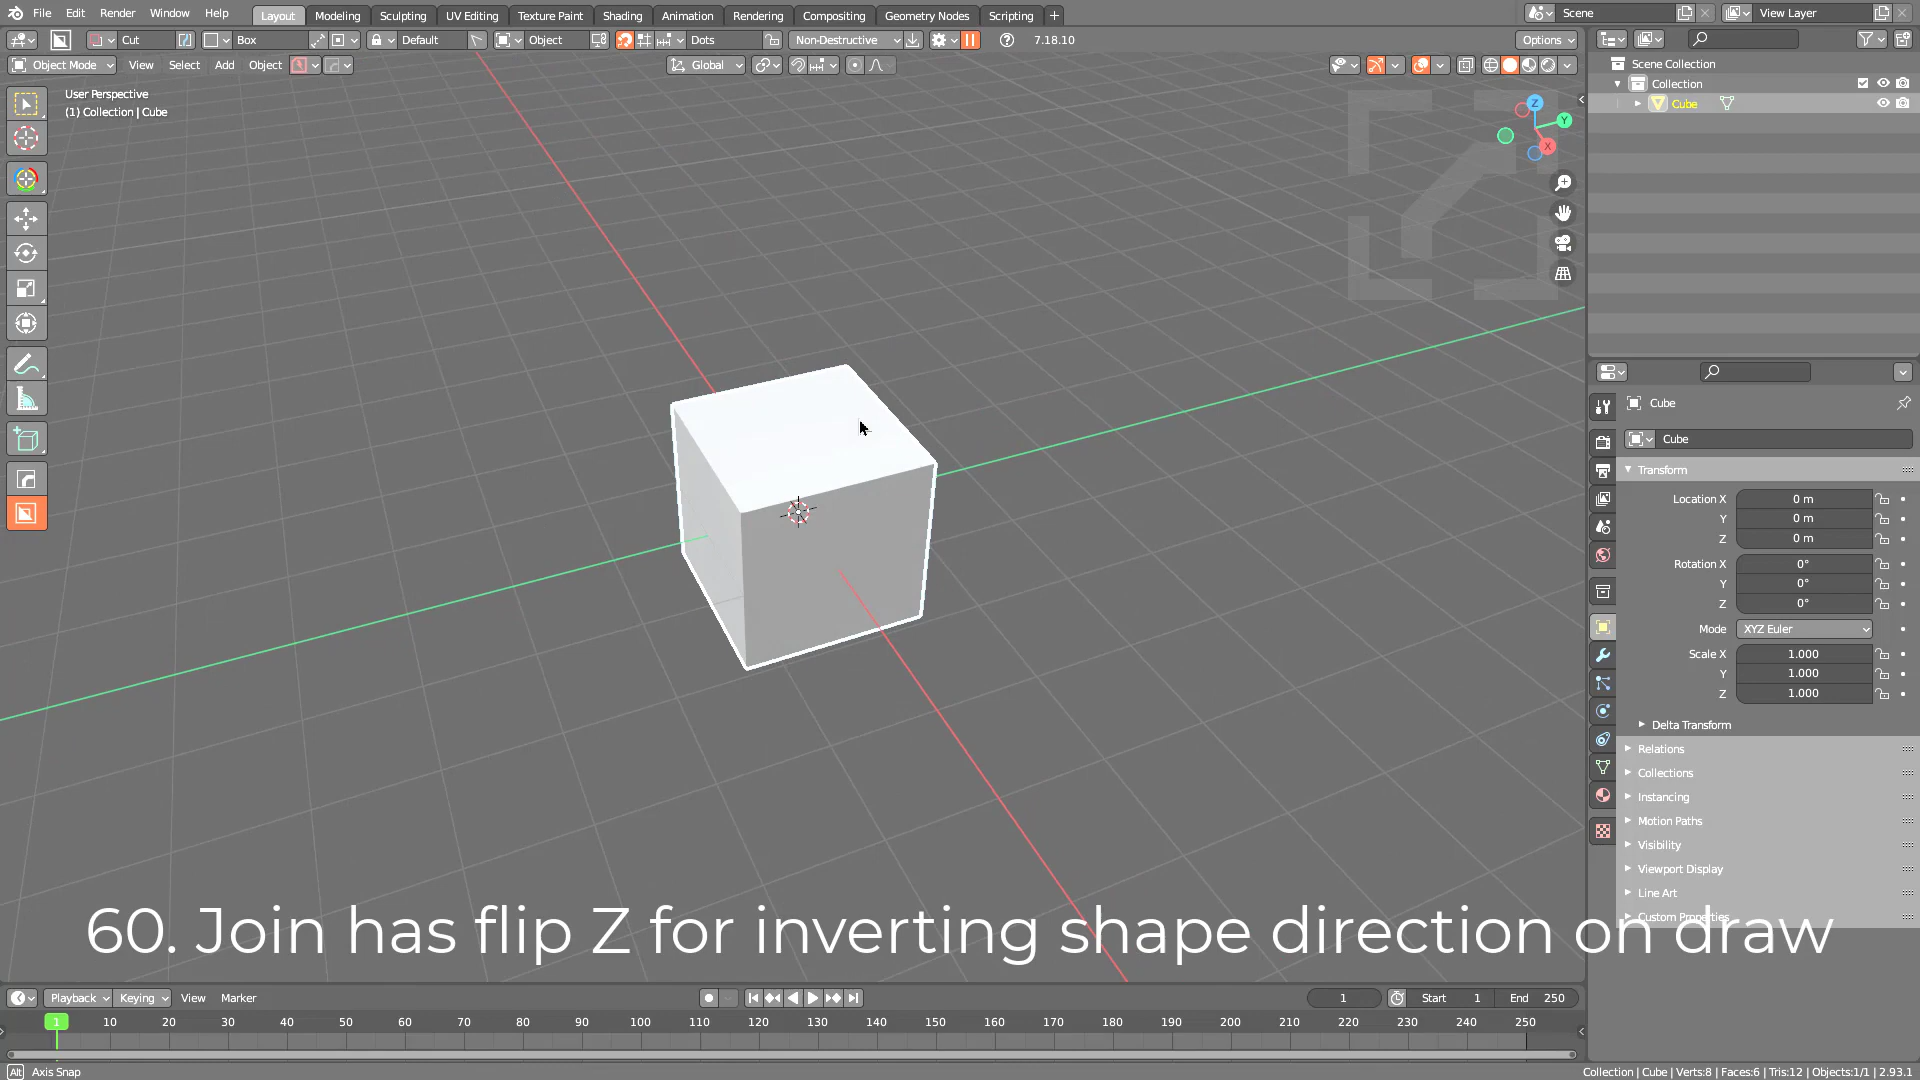 File Edit Render Window Help Layout Modeling Sculpting UV Editing Texture Paint Shading Animation Rendering Compositing Geometry Nodes Scripting + Scene View Layer
Cut Box Default Object Dots Non-Destructive 7.18.10 Options
Object Mode View Select Add Object Global
User Perspective
(1) Collection | Cube
Z
Y
X
Scene Collection
Collection
Cube
Cube
Cube
Transform
Location X 0 m
Y 0 m
Z 0 m
Rotation X 0°
Y 0°
Z 0°
Mode XYZ Euler
Scale X 1.000
Y 1.000
Z 1.000
Delta Transform
Relations
Collections
Instancing
Motion Paths
Visibility
Viewport Display
Line Art
Custom Properties
60. Join has flip Z for inverting shape direction on draw
Playback Keying View Marker 1 Start 1 End 250
1 10 20 30 40 50 60 70 80 90 100 110 120 130 140 150 160 170 180 190 200 210 220 230 240 250
Alt Axis Snap Collection | Cube | Verts:8 | Faces:6 | Tris:12 | Objects:1/1 | 2.93.1